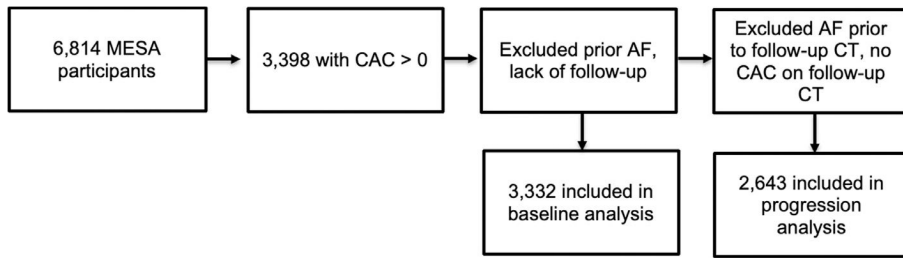 6,814 MESA
participants
3,398 with CAC > 0
Excluded prior AF,
lack of follow-up
Excluded AF prior
to follow-up CT, no
CAC on follow-up
CT
3,332 included in
baseline analysis
2,643 included in
progression
analysis